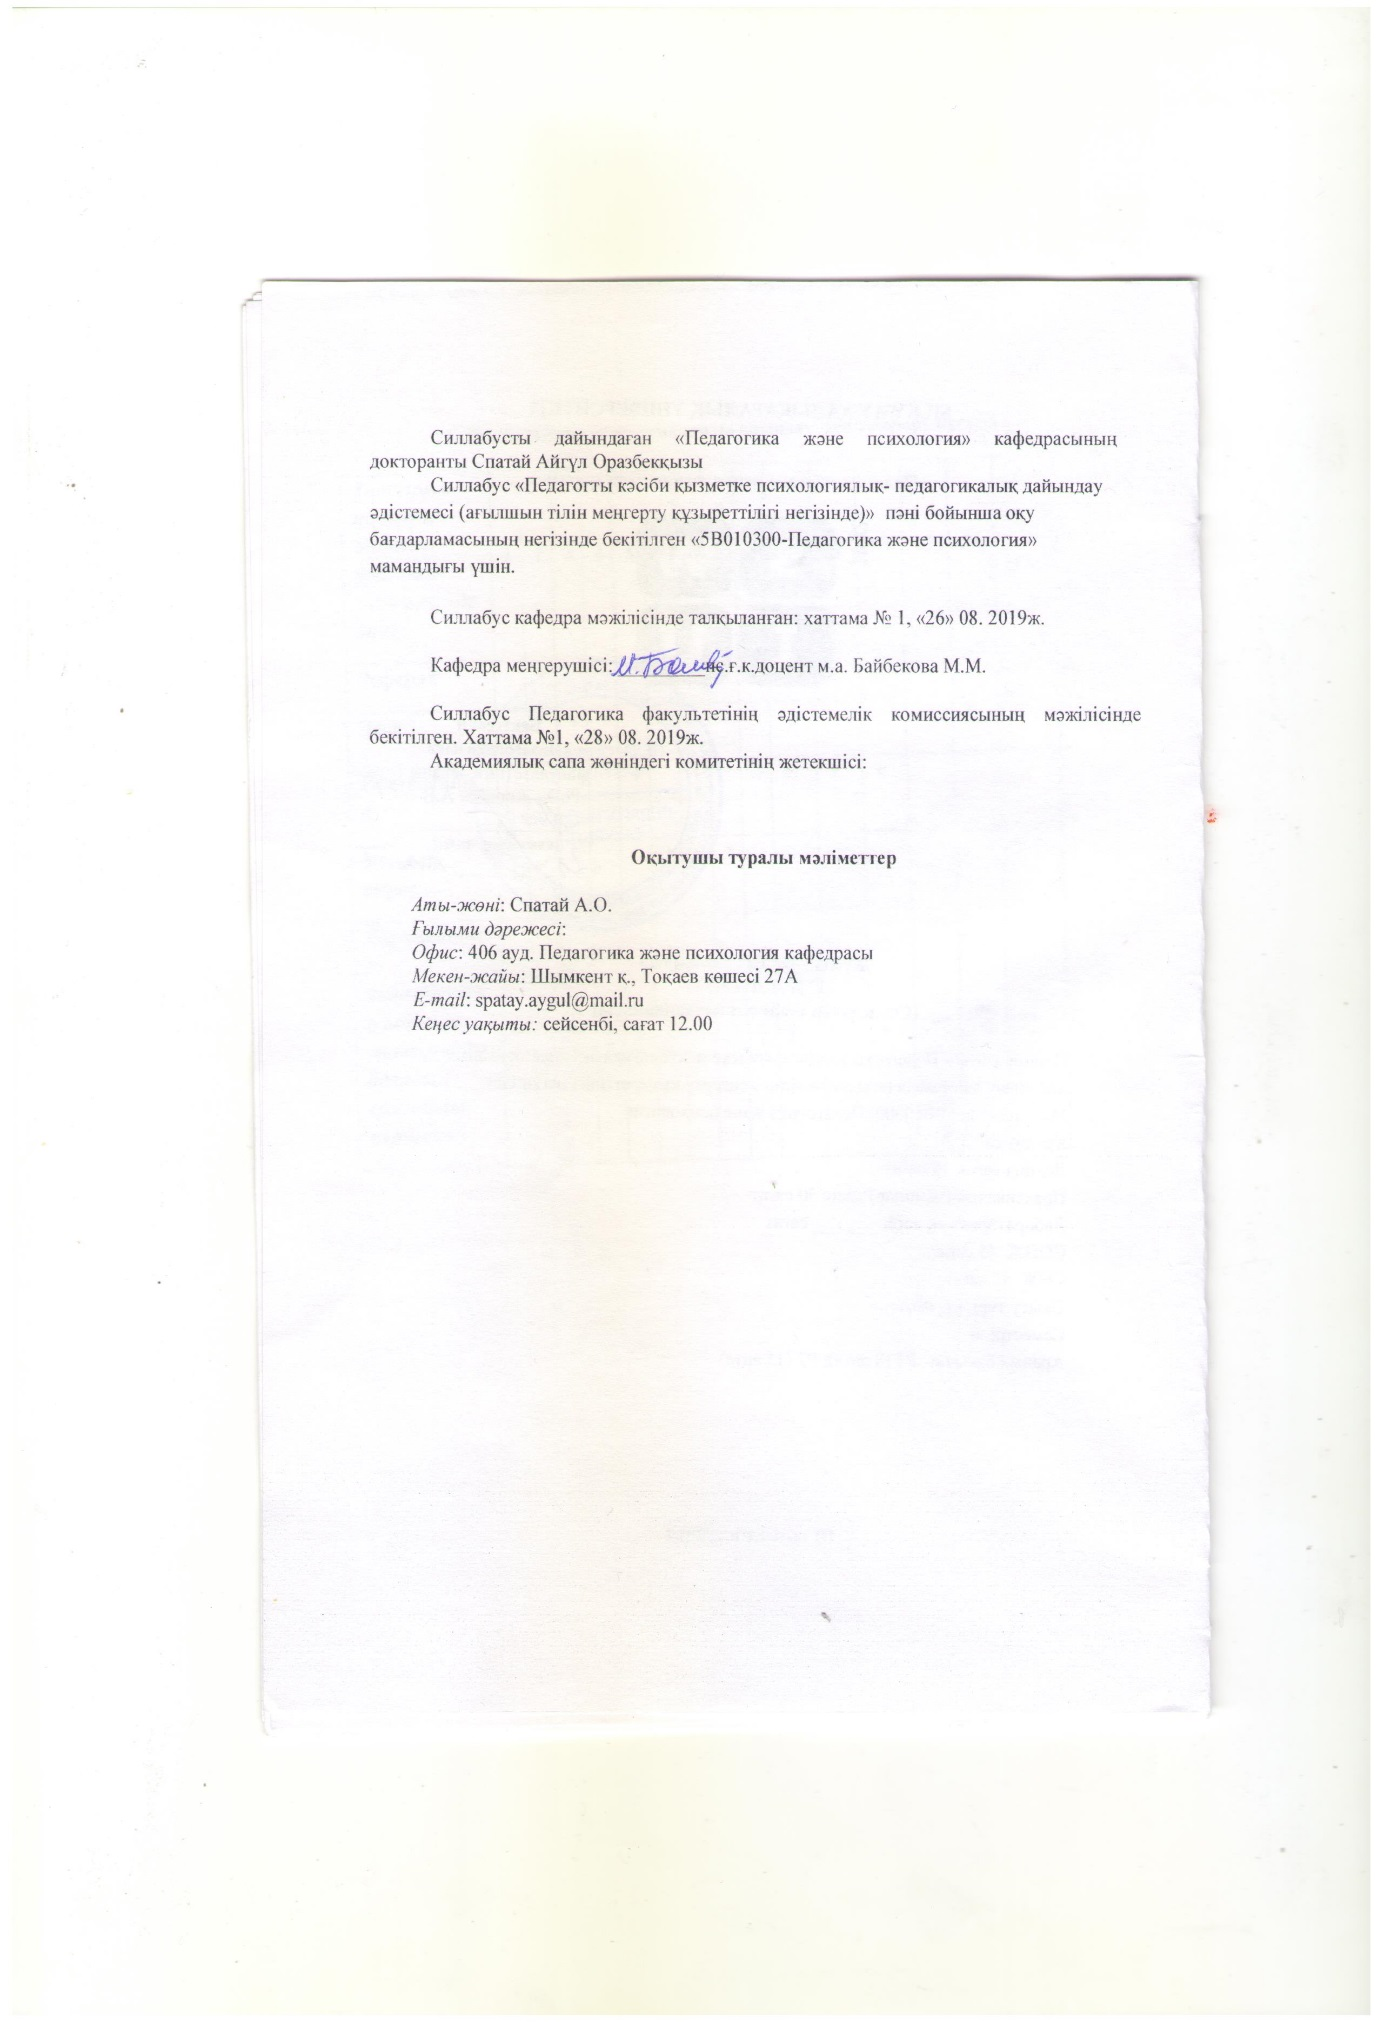 Силлабусты дайындаған «Педагогика және психология» кафедрасының
докторанты Спатай Айгүл Оразбекқызы
Силлабус «Педагогты кәсіби қызметке психологиялық- педагогикалық дайындау
әдістемесі (ағылшын тілін меңгерту құзыреттілігі негізінде)» пәні бойынша оқу
бағдарламасының негізінде бекітілген «5В010300-Педагогика және психология»
мамандығы үшін.
Силлабус кафедра мәжілісінде талқыланған: хаттама № 1, «26» 08. 2019ж.
Кафедра меңгерушісі: пс.ғ.к.доцент м.а. Байбекова М.М.
Силлабус Педагогика факультетінің әдістемелік комиссиясының мәжілісінде
бекітілген. Хаттама №1, «28» 08. 2019ж.
Академиялық сапа жөніндегі комитетінің жетекшісі:
Оқытушы туралы мәліметтер
Аты-жөні: Спатай А.О.
Ғылыми дәрежесі:
Офис: 406 ауд. Педагогика және психология кафедрасы
Мекен-жайы: Шымкент қ., Тоқаев көшесі 27А
E-mail: spatay.aygul@mail.ru
Кеңес уақыты: сейсенбі, сағат 12.00